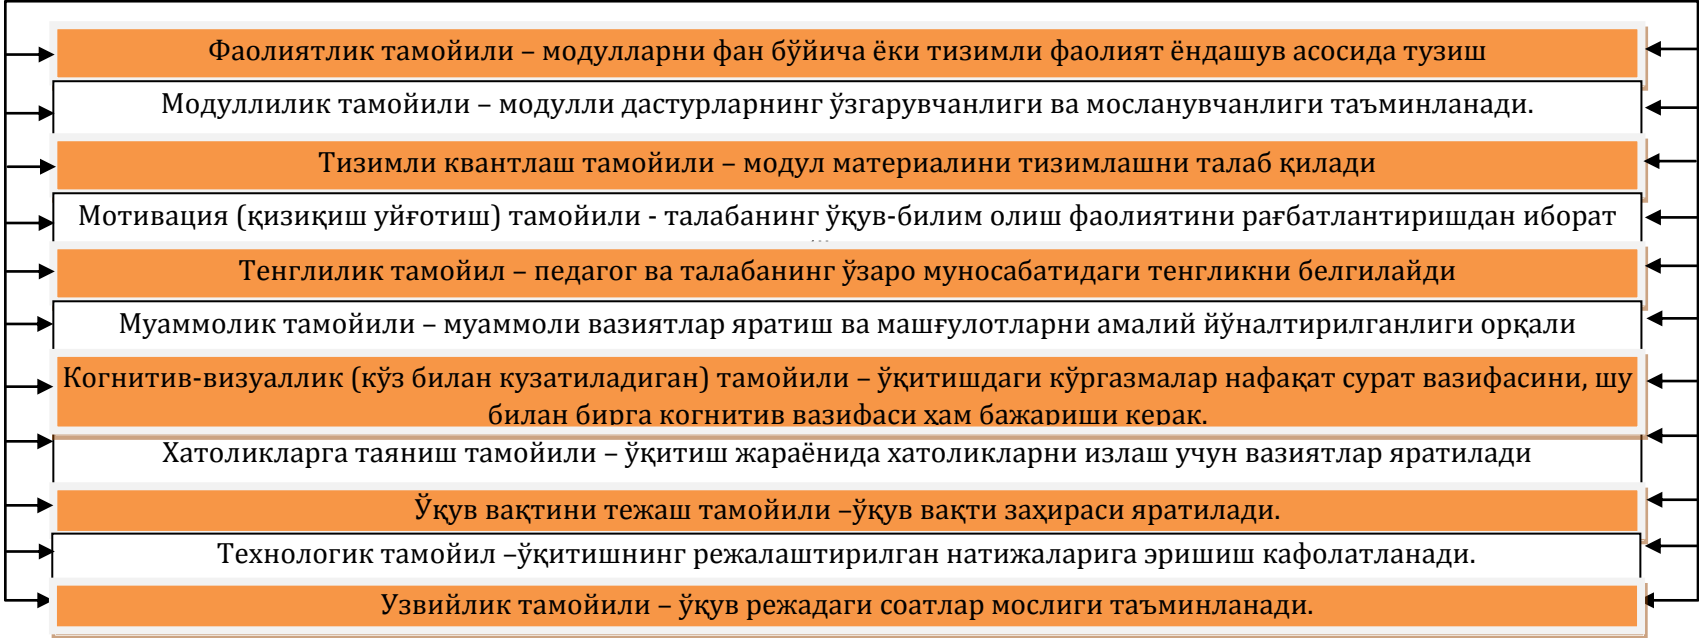 Фаолиятлик тамойили – модулларни фан бўйича ёки тизимли фаолият ёндашув асосида тузиш
Модуллилик тамойили – модулли дастурларнинг ўзгарувчанлиги ва мосланувчанлиги таъминланади.
Тизимли квантлаш тамойили – модул материалини тизимлашни талаб қилади
Мотивация (қизиқиш уйғотиш) тамойили - талабанинг ўқув-билим олиш фаолиятини рағбатлантиришдан иборат
Тенглилик тамойил – педагог ва талабанинг ўзаро муносабатидаги тенгликни белгилайди
Муаммолик тамойили – муаммоли вазиятлар яратиш ва машғулотларни амалий йўналтирилганлиги орқали
Когнитив-визуаллик (кўз билан кузатиладиган) тамойили – ўқитишдаги кўргазмалар нафақат сурат вазифасини, шу
билан бирга когнитив вазифаси ҳам бажариши керак.
Хатоликларга таяниш тамойили – ўқитиш жараёнида хатоликларни излаш учун вазиятлар яратилади
Ўқув вақтини тежаш тамойили –ўқув вақти заҳираси яратилади.
Технологик тамойил –ўқитишнинг режалаштирилган натижаларига эришиш кафолатланади.
Узвийлик тамойили – ўқув режадаги соатлар мослиги таъминланади.